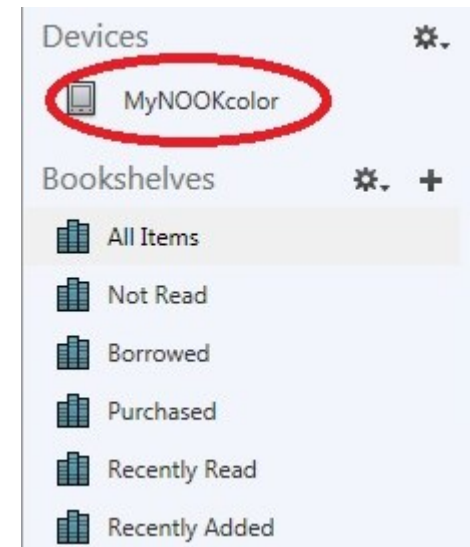 Devices
MyNOOKcolor
Bookshelves
All Items
Not Read
Borrowed
Purchased
Recently Read
Recently Added